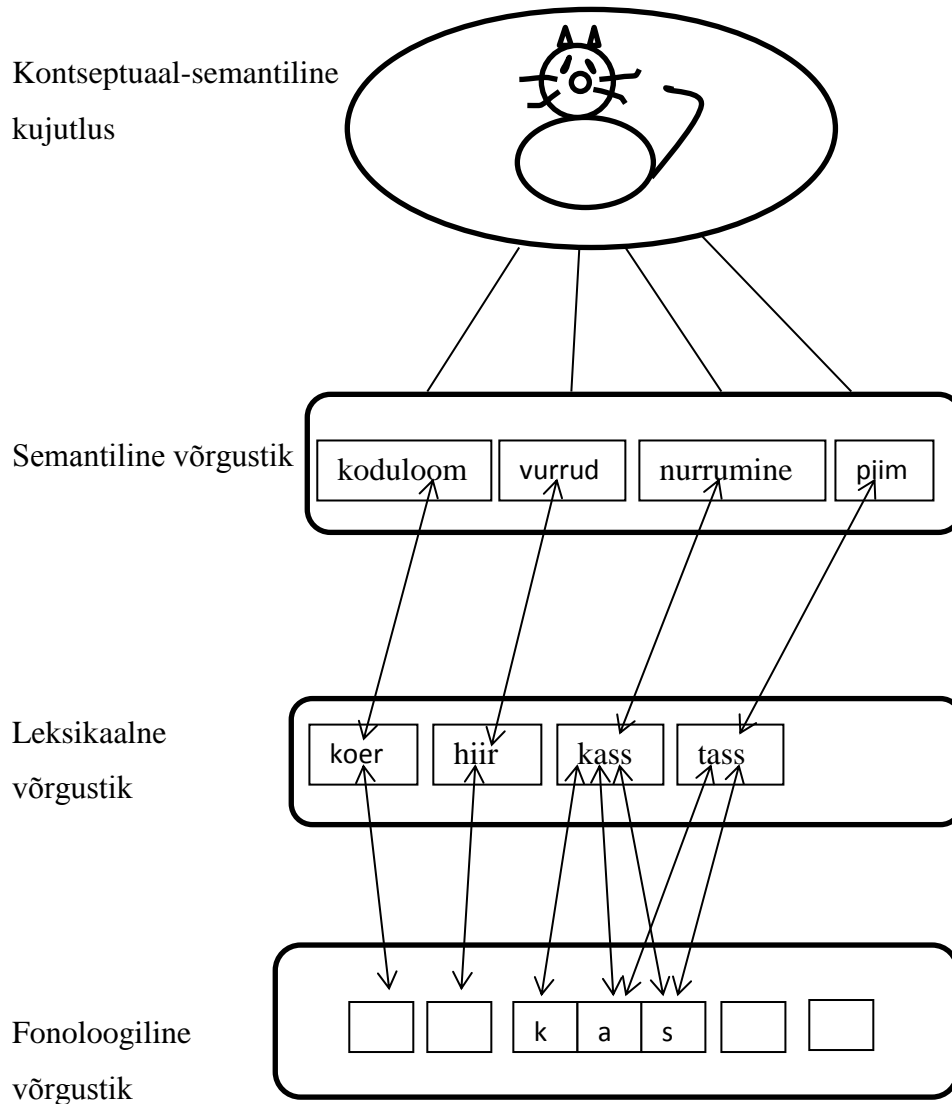 Kontseptuaal-semantiline
kujutlus
Semantiline võrgustik
koduloom vurrud nurrumine piim
Leksikaalne
võrgustik
koer hiir kass tass
Fonoloogiline
võrgustik
k a s